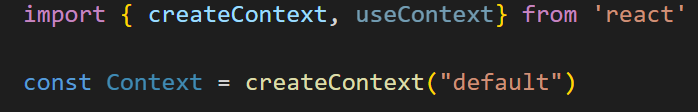 import { createContext, useContext} from 'react'
const Context = createContext("default")